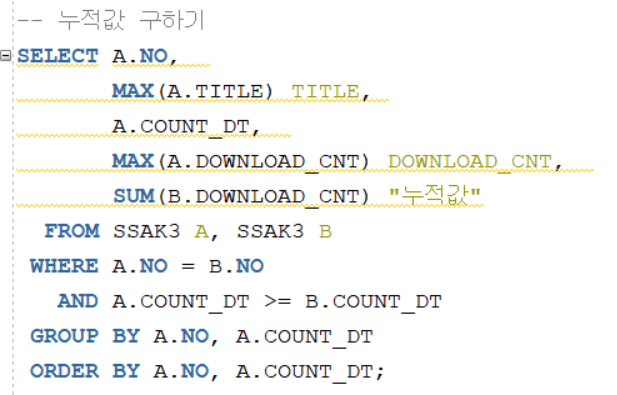 -- 누적값 구하기
SELECT A.NO,
MAX(A.TITLE) TITLE,
A.COUNT_DT,
MAX(A.DOWNLOAD_CNT) DOWNLOAD_CNT,
SUM(B.DOWNLOAD_CNT) "누적값"
FROM SSAK3 A, SSAK3 B
WHERE A.NO = B.NO
AND A.COUNT_DT >= B.COUNT_DT
GROUP BY A.NO, A.COUNT_DT
ORDER BY A.NO, A.COUNT_DT;